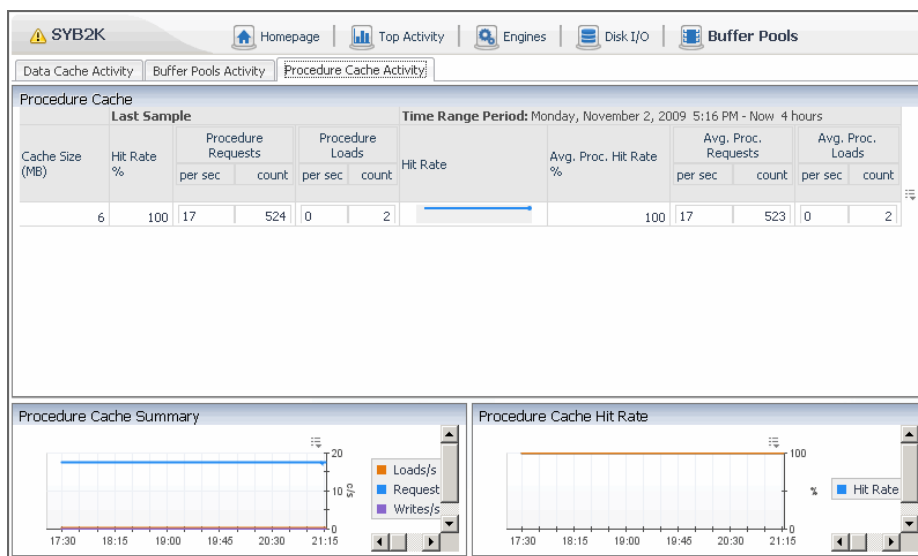 SYB2K Homepage Top Activity Engines Disk I/O Buffer Pools
Data Cache Activity Buffer Pools Activity Procedure Cache Activity
Procedure Cache
Last Sample Time Range Period: Monday, November 2, 2009 5:16 PM - Now 4 hours
Cache Size (MB) Hit Rate % Procedure Requests Procedure Loads Hit Rate Avg. Proc. Hit Rate % Avg. Proc. Requests Avg. Proc. Loads
per sec count per sec count per sec count per sec count
6 100 17 524 0 2 100 17 523 0 2
Procedure Cache Summary
20
10
0
c/s
17:30 18:15 19:00 19:45 20:30 21:15
Loads/s
Request
Writes/s
Procedure Cache Hit Rate
100
0
%
17:30 18:15 19:00 19:45 20:30 21:15
Hit Rate